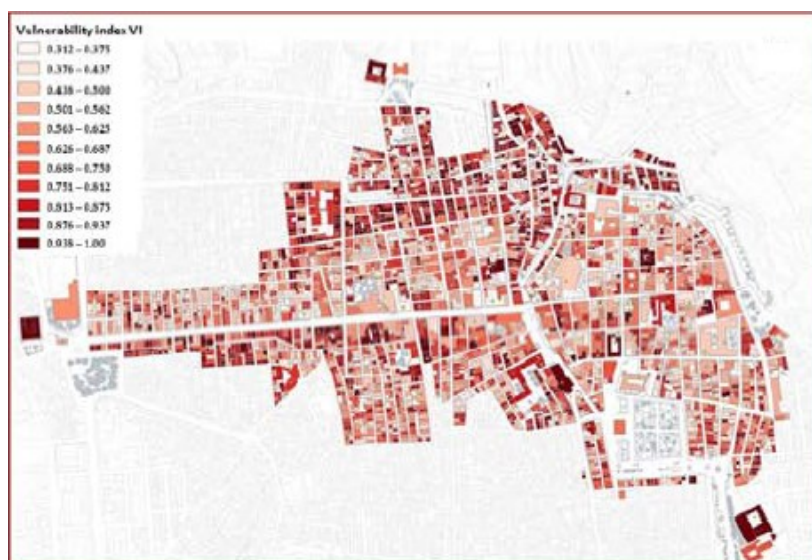 Vulnerability index VI
0.312 – 0.375
0.376 – 0.437
0.438 – 0.500
0.501 – 0.562
0.563 – 0.625
0.626 – 0.687
0.688 – 0.750
0.751 – 0.812
0.813 – 0.875
0.876 – 0.937
0.938 – 1.00